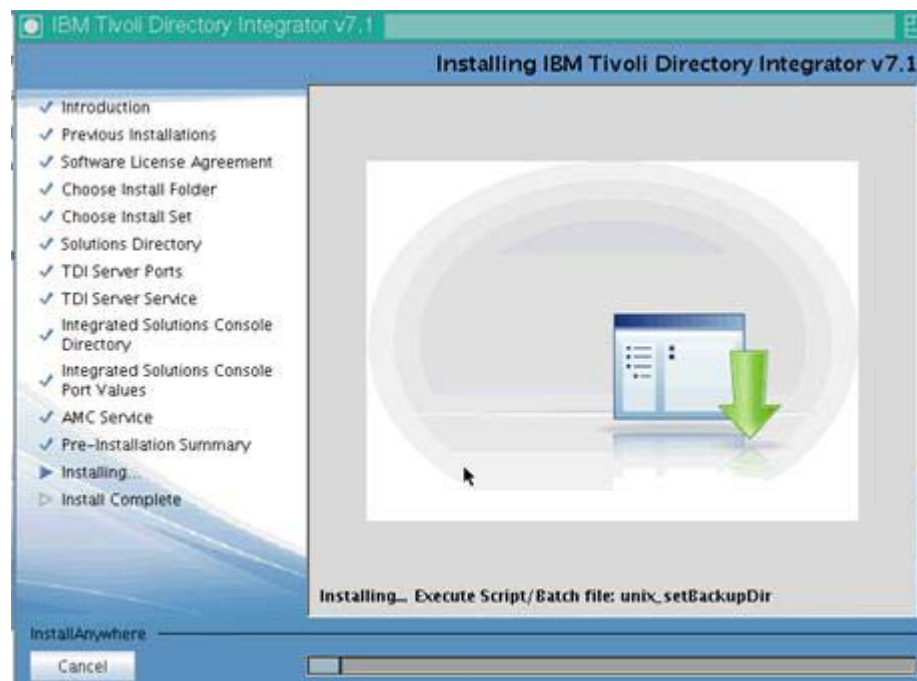 IBM Tivoli Directory Integrator v7.1
Installing IBM Tivoli Directory Integrator v7.1
Introduction
Previous Installations
Software License Agreement
Choose Install Folder
Choose Install Set
Solutions Directory
TDI Server Ports
TDI Server Service
Integrated Solutions Console
Directory
Integrated Solutions Console
Port Values
AMC Service
Pre-Installation Summary
Installing...
Install Complete
Installing... Execute Script/Batch file: unix_setBackupDir
InstallAnywhere
Cancel